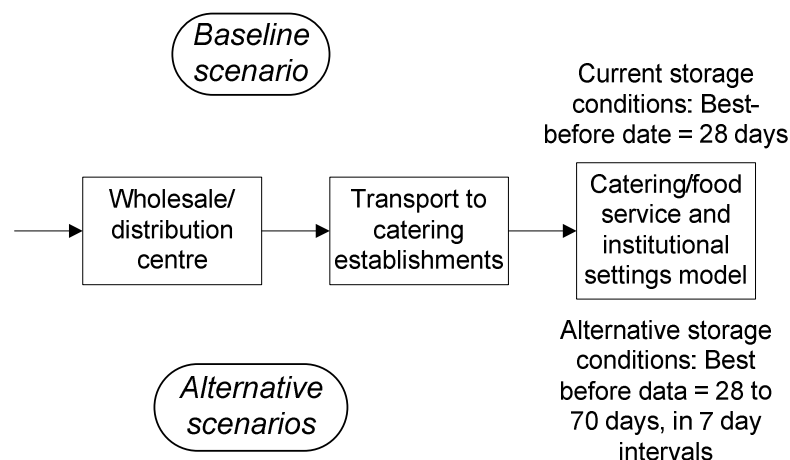 Baseline
scenario
Current storage
conditions: Best-
before date = 28 days
Wholesale/
distribution
centre
Transport to
catering
establishments
Catering/food
service and
institutional
settings model
Alternative
scenarios
Alternative storage
conditions: Best
before data = 28 to
70 days, in 7 day
intervals